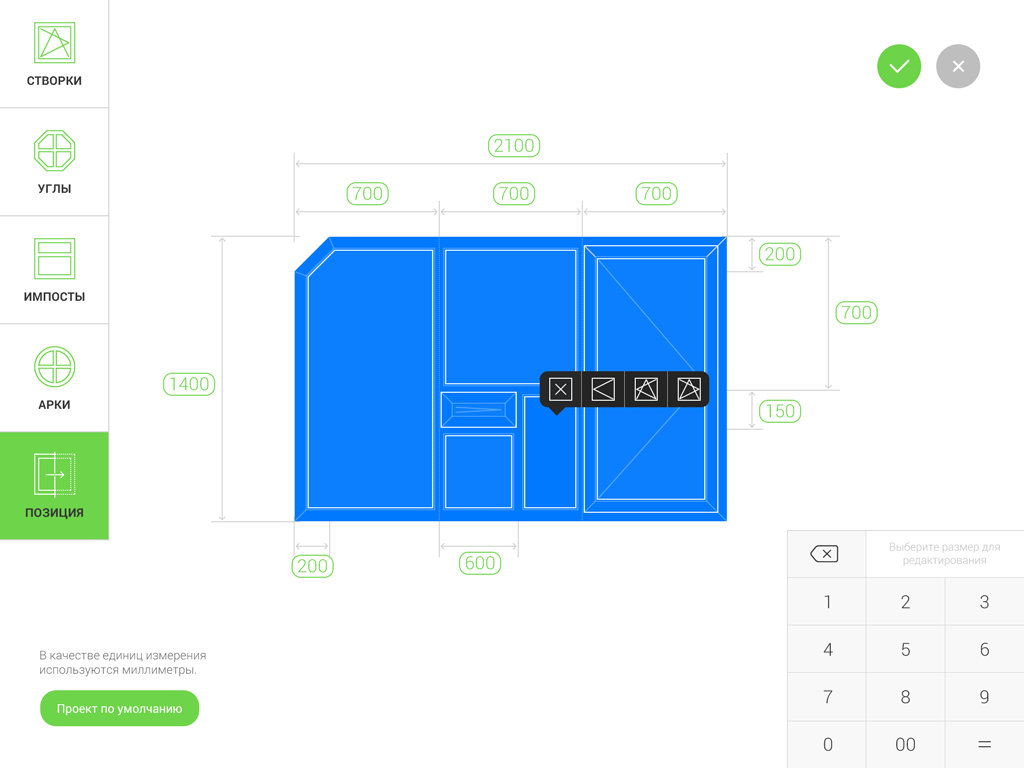 СТВОРКИ
УГЛЫ
ИМПОСТЫ
АРКИ
ПОЗИЦИЯ
2100
700
700
700
200
700
1400
150
200
600
В качестве единиц измерения
используются миллиметры.
Проект по умолчанию
Выберите размер для
редактирования
1
2
3
4
5
6
7
8
9
0
00
=